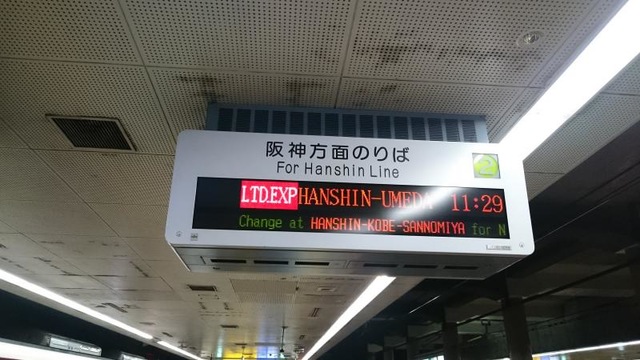 阪神方面のりば
For Hanshin Line
2
LTD.EXP HANSHIN-UMEDA 11:29
Change at HANSHIN-KOBE-SANNOMIYA for N